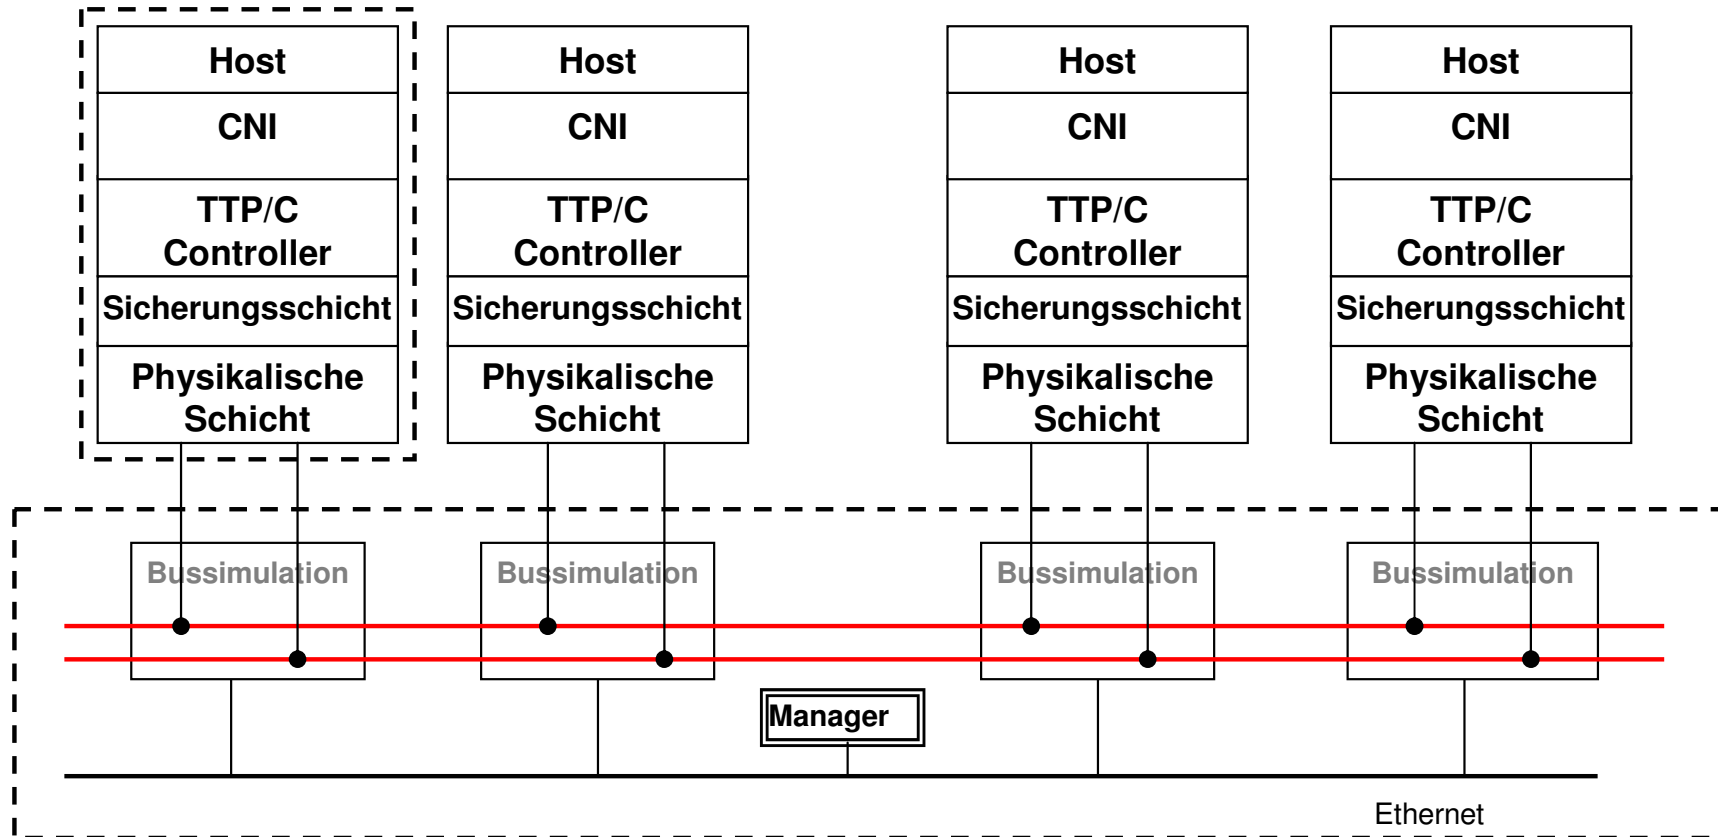 Host
CNI
TTP/C
Controller
Sicherungsschicht
Physikalische
Schicht
Host
CNI
TTP/C
Controller
Sicherungsschicht
Physikalische
Schicht
Host
CNI
TTP/C
Controller
Sicherungsschicht
Physikalische
Schicht
Host
CNI
TTP/C
Controller
Sicherungsschicht
Physikalische
Schicht
Bussimulation
Bussimulation
Bussimulation
Bussimulation
Manager
Ethernet